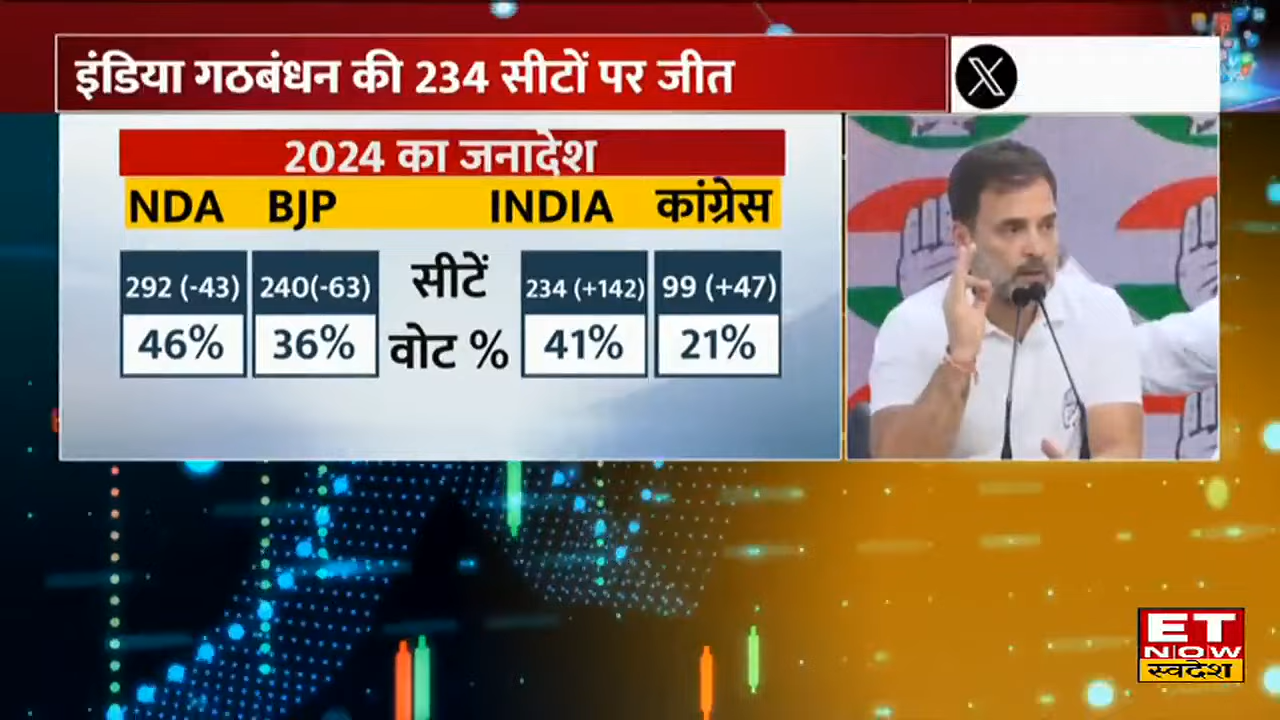 इंडिया गठबंधन की 234 सीटों पर जीत
X
2024 का जनादेश
NDA BJP INDIA कांग्रेस
292 (-43) 240(-63) सीटें 234 (+142) 99 (+47)
46% 36% वोट % 41% 21%
ET
NOW
स्वदेश